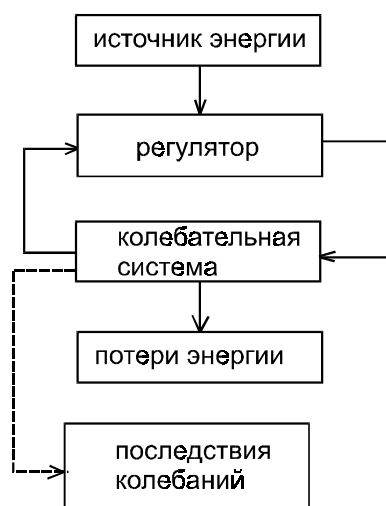 источник энергии
регулятор
колебательная
система
потери энергии
последствия
колебаний